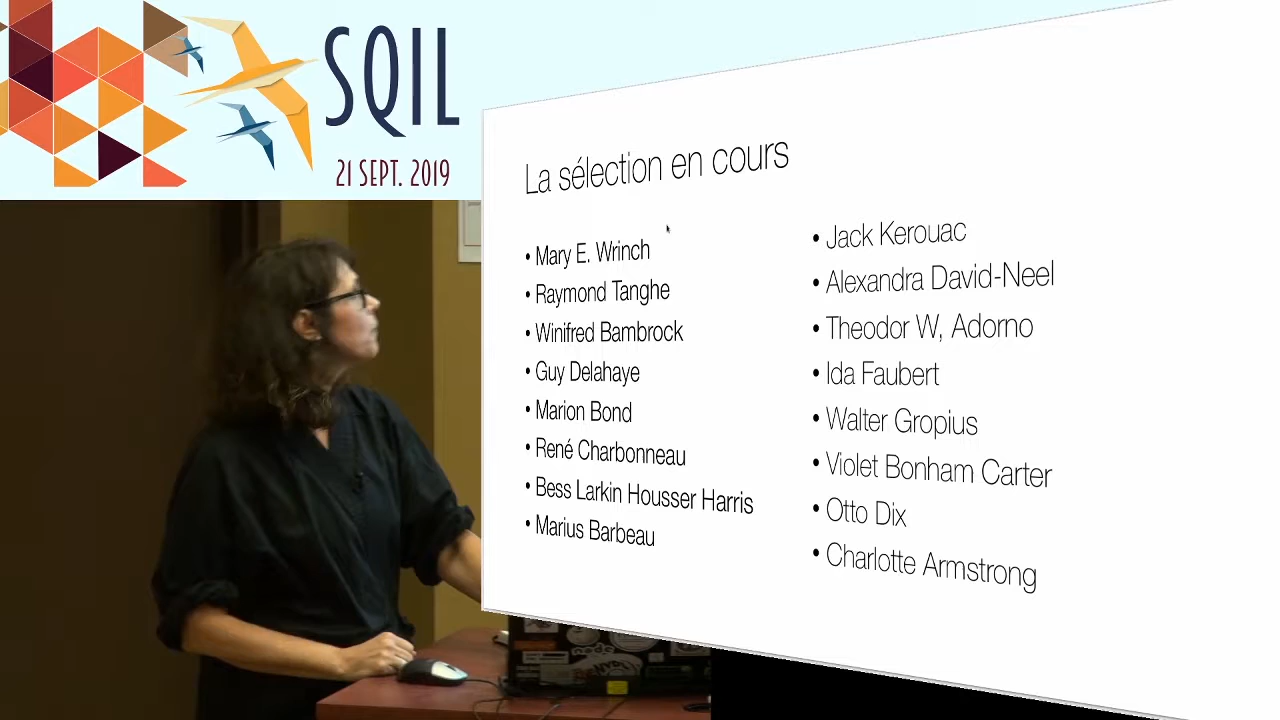 SQIL
21 SEPT. 2019
La sélection en cours
• Mary E. Wrinch
• Raymond Tanghe
• Winifred Bambrock
• Guy Delahaye
• Marion Bond
• René Charbonneau
• Bess Larkin Housser Harris
• Marius Barbeau
• Jack Kerouac
• Alexandra David-Neel
• Theodor W, Adorno
• Ida Faubert
• Walter Gropius
• Violet Bonham Carter
• Otto Dix
• Charlotte Armstrong